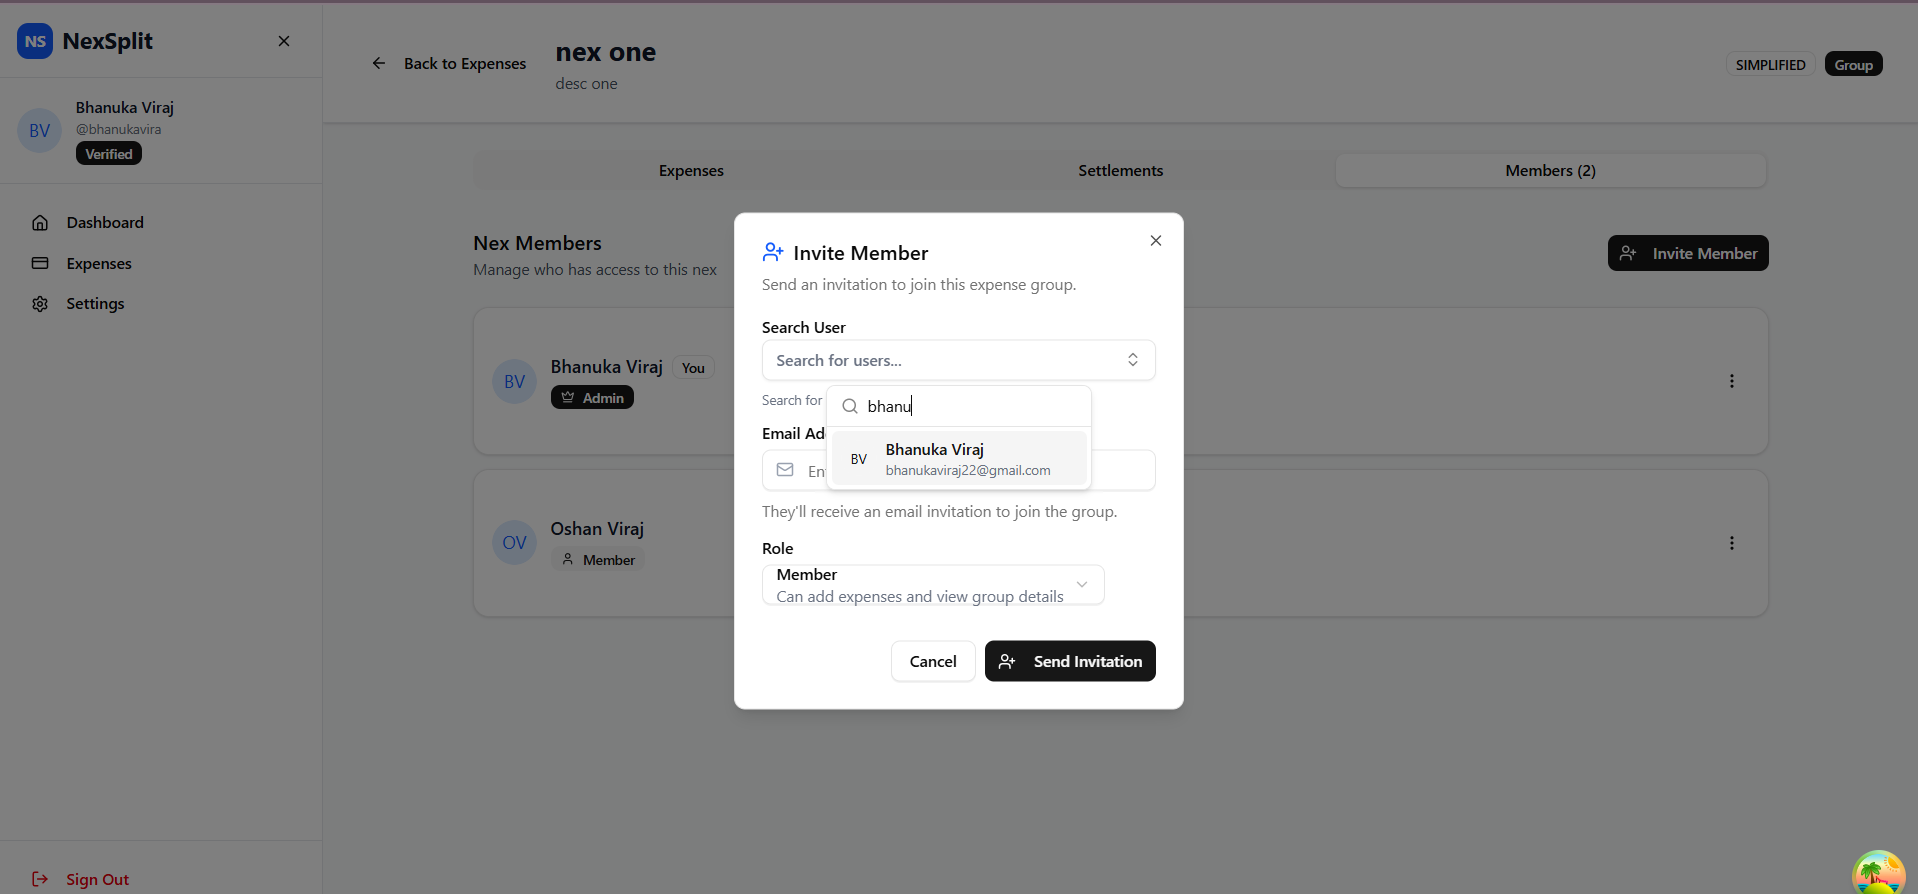 NS NexSplit
Bhanuka Viraj
BV
@bhanukavira
Verified
Dashboard
Expenses
Settings
Sign Out
Back to Expenses
nex one
desc one
SIMPLIFIED
Group
Expenses
Settlements
Members (2)
Nex Members
Manage who has access to this nex
Invite Member
BV
Bhanuka Viraj You
Admin
OV
Oshan Viraj
Member
Invite Member
Send an invitation to join this expense group.
Search User
Search for users...
Search for
bhanu
BV
Bhanuka Viraj
bhanukaviraj22@gmail.com
Email Ad
En
They'll receive an email invitation to join the group.
Role
Member
Can add expenses and view group details
Cancel
Send Invitation